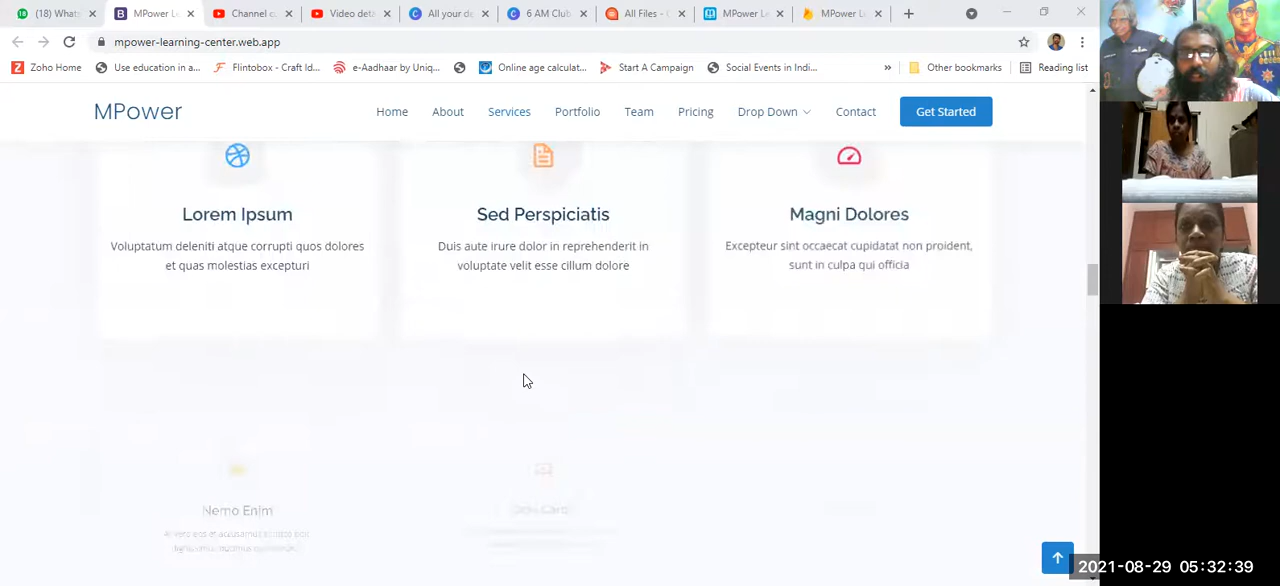 (18) Whats
MPower Le
Channel c
Video deta
All your de
6 AM Club
All Files -
MPower Le
MPower L
mpower-learning-center.web.app
Zoho Home
Use education in a...
Flintobox - Craft Id...
e-Aadhaar by Uniq...
Online age calculat...
Start A Campaign
Social Events in Indi...
»
Other bookmarks
Reading list
MPower
Home
About
Services
Portfolio
Team
Pricing
Drop Down
Contact
Get Started
Lorem Ipsum
Voluptatum deleniti atque corrupti quos dolores
et quas molestias excepturi
Sed Perspiciatis
Duis aute irure dolor in reprehenderit in
voluptate velit esse cillum dolore
Magni Dolores
Excepteur sint occaecat cupidatat non proident,
sunt in culpa qui officia
Nemo Enim
2021-08-29 05:32:39